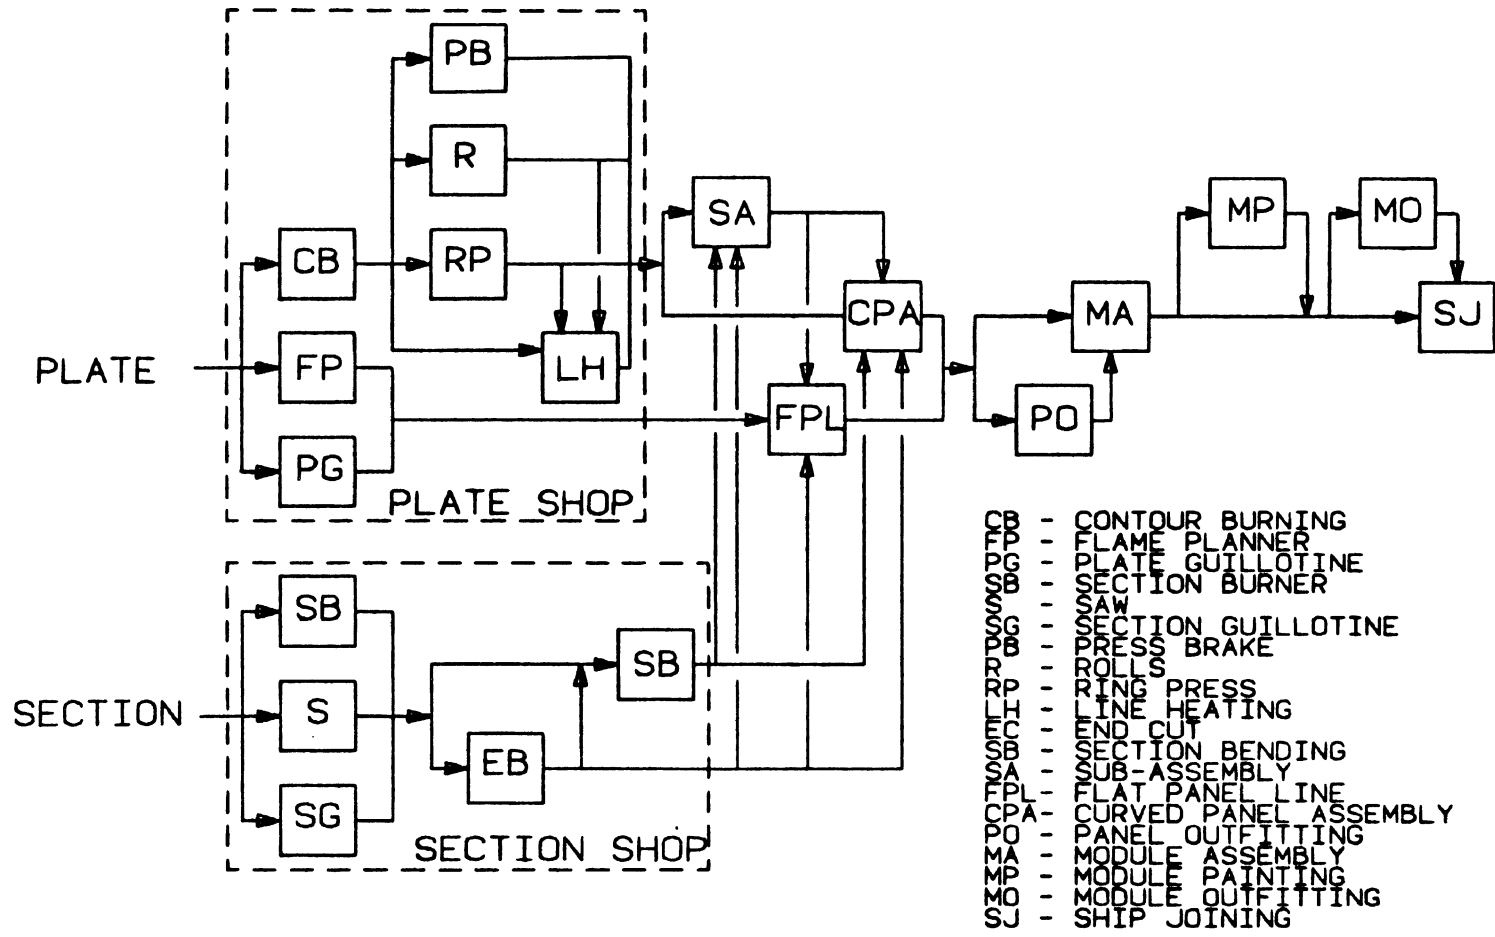 PB
R
SA
MP
MO
CB
RP
CPA
MA
SJ
PLATE
FP
LH
FPL
PO
PG
PLATE SHOP
SB
SB
SECTION
S
EB
SG
SECTION SHOP
CB - CONTOUR BURNING
FP - FLAME PLANNER
PG - PLATE GUILLOTINE
SB - SECTION BURNER
S - SAW
SG - SECTION GUILLOTINE
PB - PRESS BRAKE
R - ROLLS
RP - RING PRESS
LH - LINE HEATING
EC - END CUT
SB - SECTION BENDING
SA - SUB-ASSEMBLY
FPL- FLAT PANEL LINE
CPA- CURVED PANEL ASSEMBLY
PO - PANEL OUTFITTING
MA - MODULE ASSEMBLY
MP - MODULE PAINTING
MO - MODULE OUTFITTING
SJ - SHIP JOINING